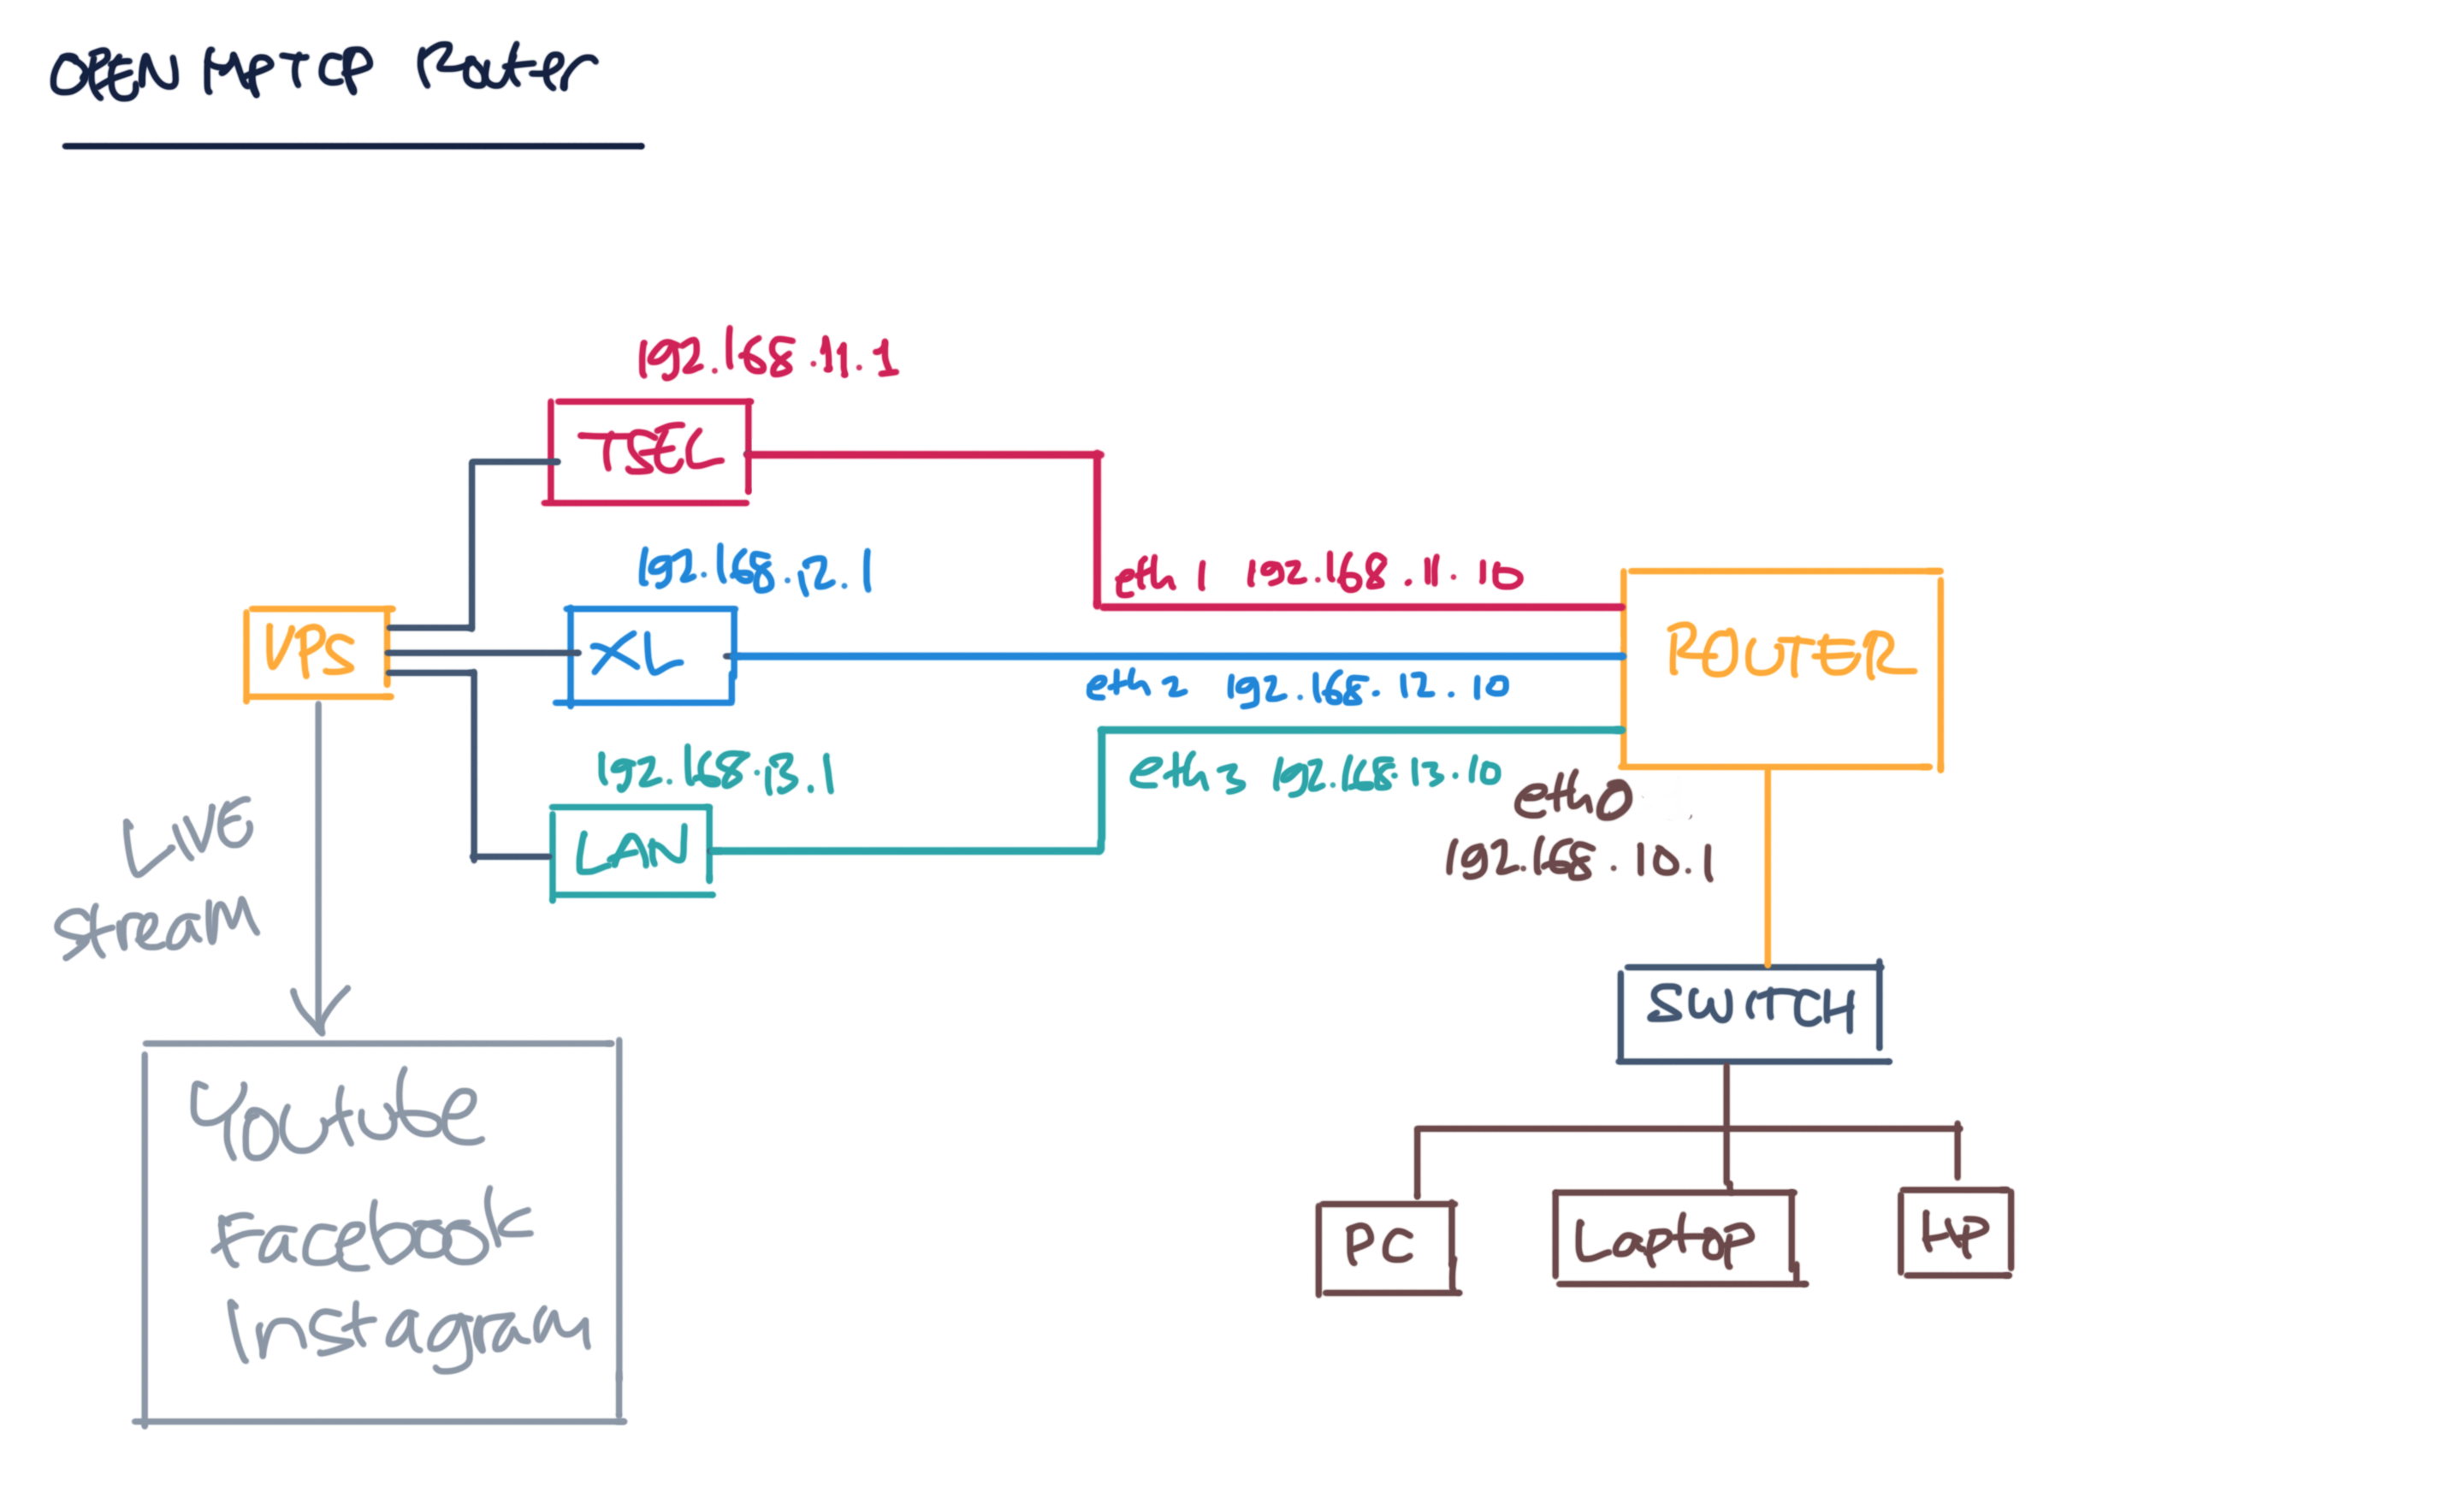 OPEN MPTCP Router
192.168.11.1
TSEL
192.168.12.1
eth 1 192.168.11.10
VPS
XL
ROUTER
eth 2 192.168.12.10
192.168.13.1
eth 3 192.168.13.10
eth0
192.168.10.1
LAN
LIVE
stream
SWITCH
Youtube
Facebook
Instagram
PC
Laptop
HP